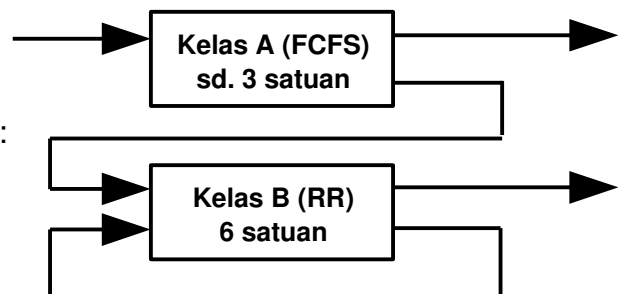 Kelas A (FCFS)
sd. 3 satuan
:
Kelas B (RR)
6 satuan